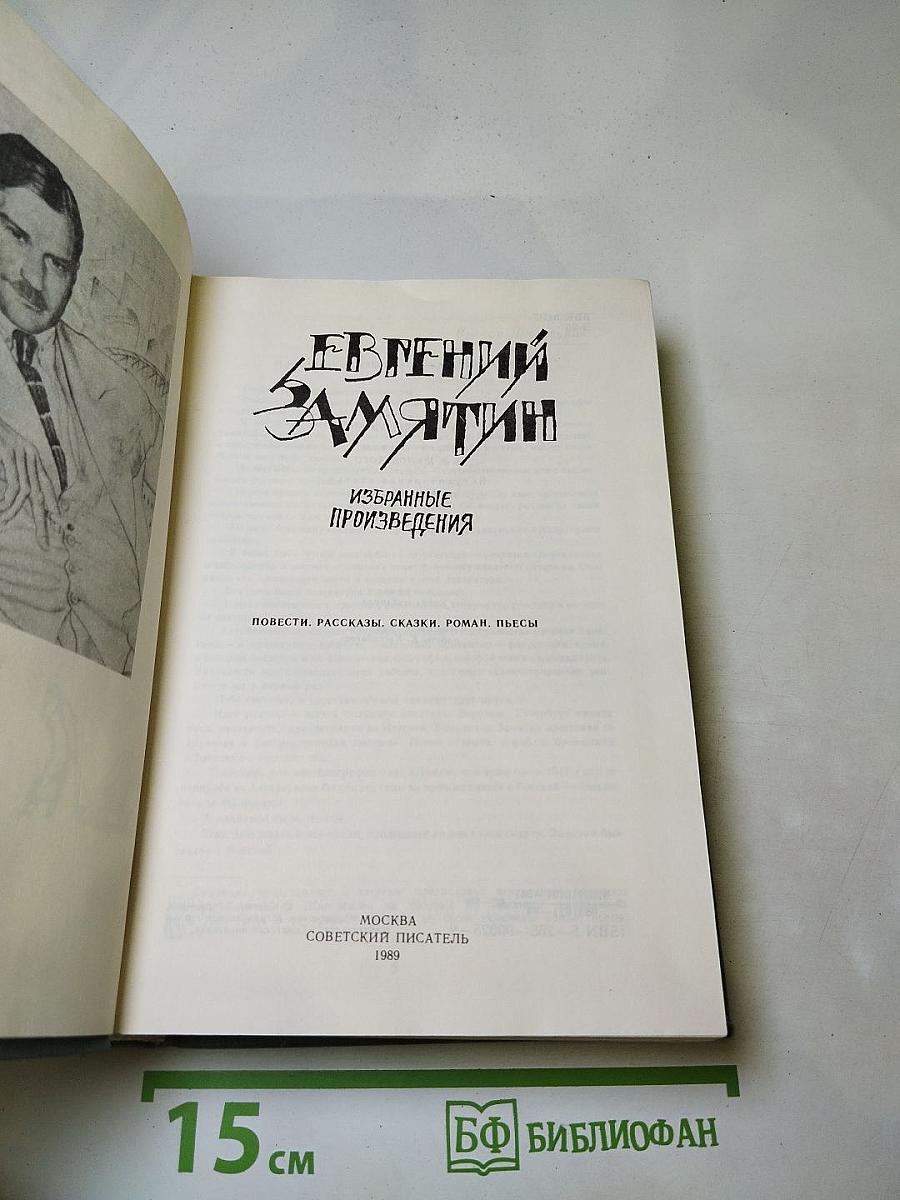 ЕВГЕНИЙ
ЗАМЯТИН
ИЗБРАННЫЕ
ПРОИЗВЕДЕНИЯ
ПОВЕСТИ. РАССКАЗЫ. СКАЗКИ. РОМАН. ПЬЕСЫ
МОСКВА
СОВЕТСКИЙ ПИСАТЕЛЬ
1989
15 см
БФ БИБЛИОФАН